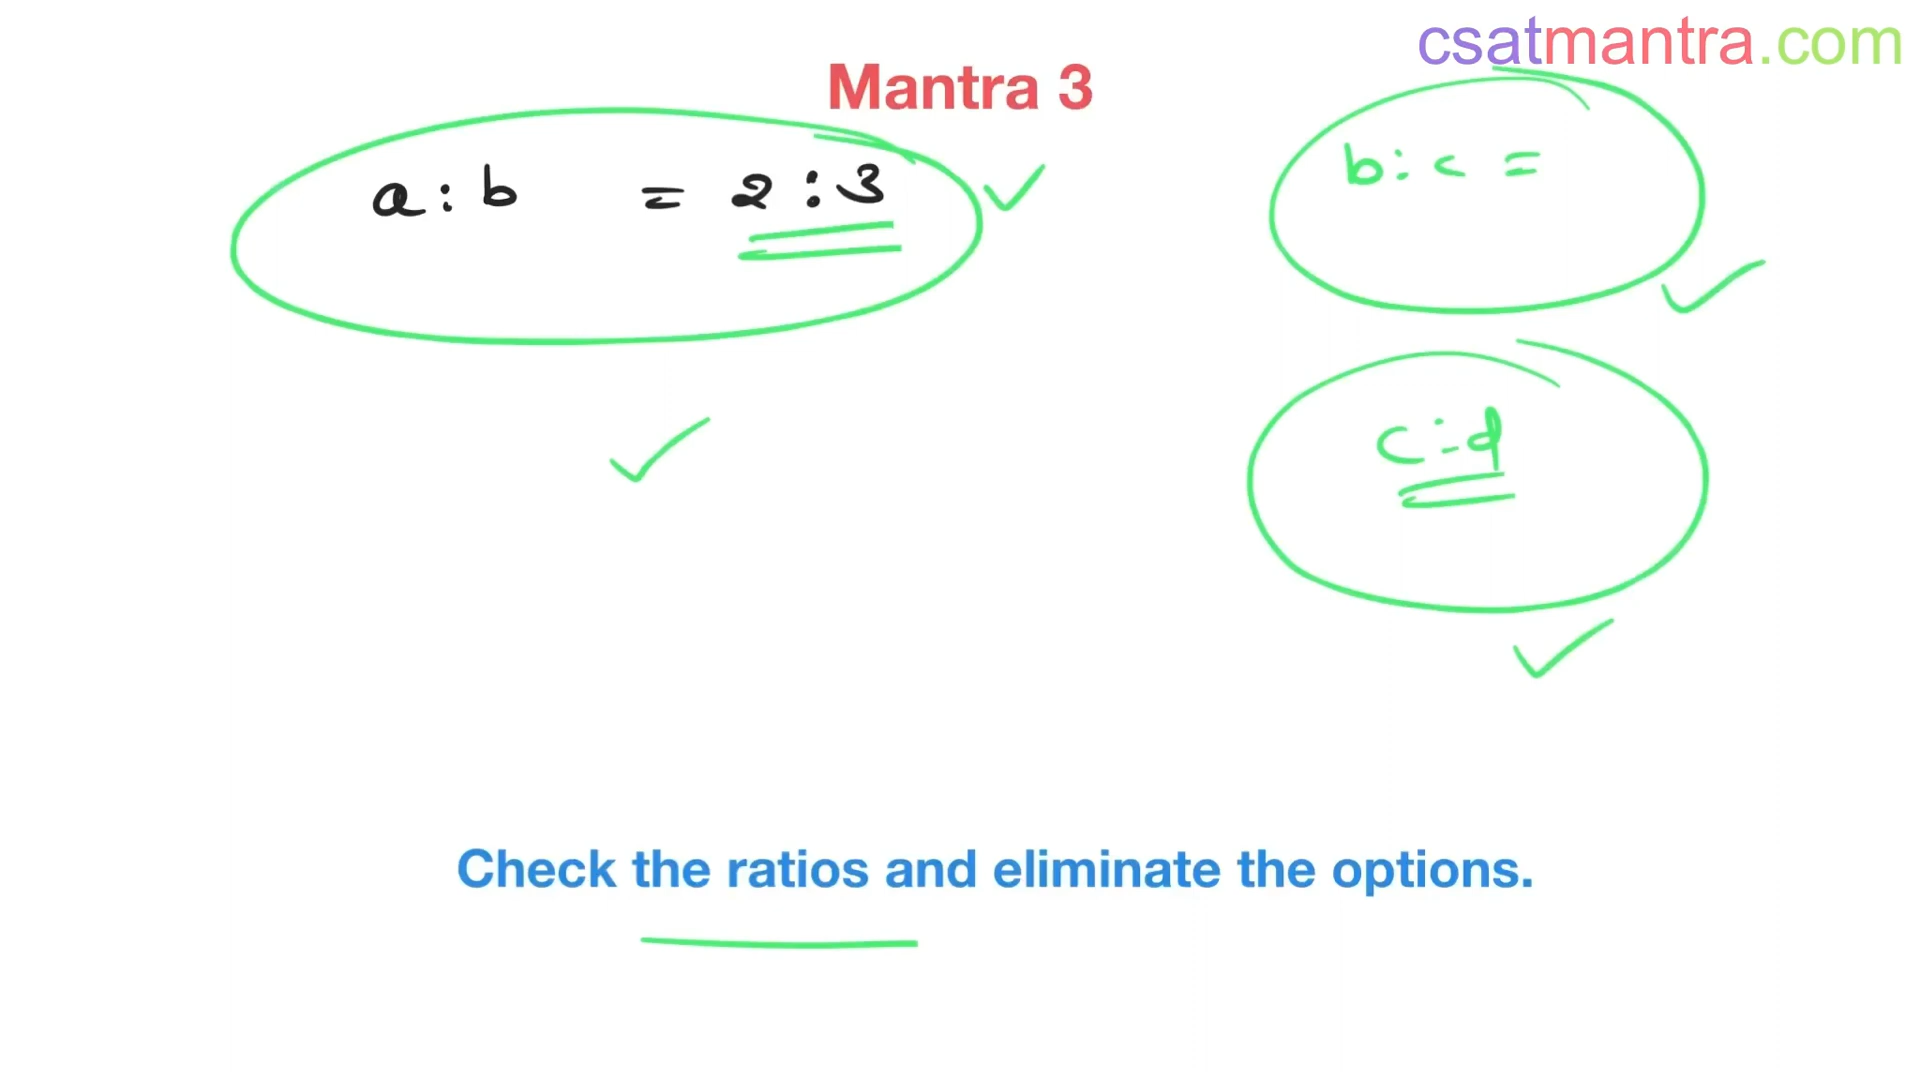 csatmantra.com
Mantra 3
a : b = 2 : 3
b : c =
c : d
Check the ratios and eliminate the options.